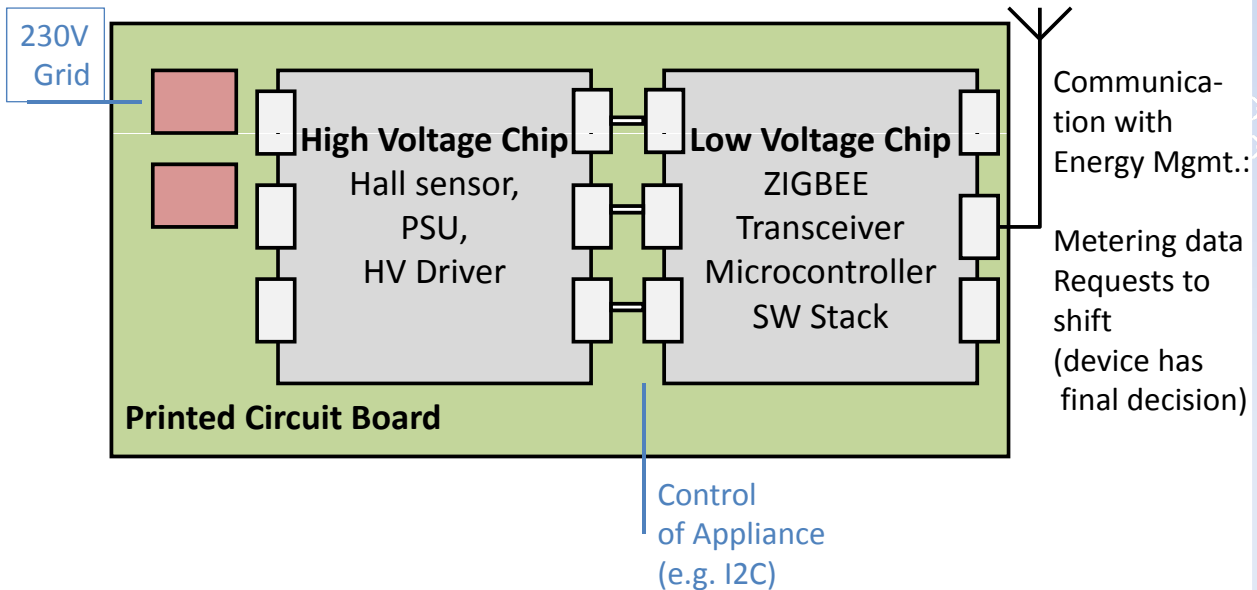 230V
Grid
High Voltage Chip
Hall sensor,
PSU,
HV Driver
Low Voltage Chip
ZIGBEE
Transceiver
Microcontroller
SW Stack
Printed Circuit Board
Communica-
tion with
Energy Mgmt.:
Metering data
Requests to
shift
(device has
final decision)
Control
of Appliance
(e.g. I2C)